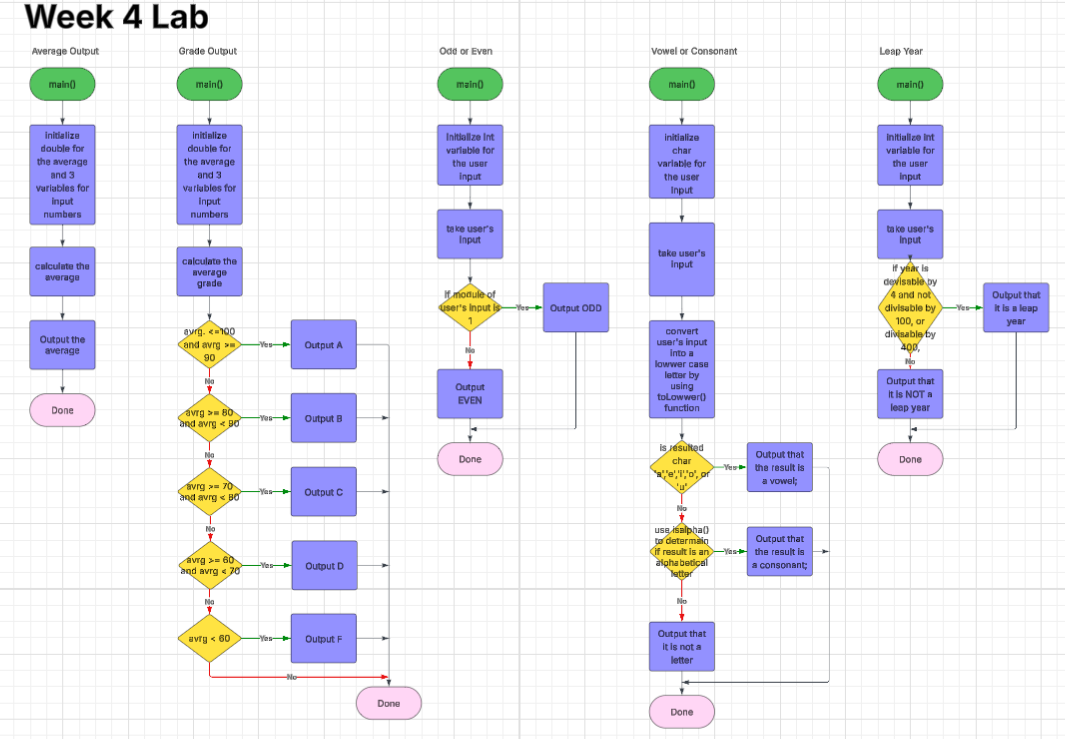 Week 4 Lab
Average Output
main()
initialize
double for
the average
and 3
variables for
input
numbers
calculate the
average
Output the
average
Done
Grade Output
main()
initialize
double for
the average
and 3
variables for
input
numbers
calculate the
average
grade
avrg. <=100
and avrg >=
90
Yes
Output A
No
avrg >= 80
and avrg < 90
Yes
Output B
No
avrg >= 70
and avrg < 80
Yes
Output C
No
avrg >= 60
and avrg < 70
Yes
Output D
No
avrg < 60
Yes
Output F
No
Done
Odd or Even
main()
initialize int
variable for
the user
input
take user's
input
if module of
user's input is
1
Yes
Output ODD
No
Output
EVEN
Done
Vowel or Consonant
main()
initialize
char
variable for
the user
input
take user's
input
convert
user's input
into a
lowwer case
letter by
using
toLowwer()
function
is resulted
char
'a','e','i','o', or
'u'
Yes
Output that
the result is
a vowel;
No
use isalpha()
to determain
if result is an
alphabetical
letter
Yes
Output that
the result is
a consonant;
No
Output that
it is not a
letter
Done
Leap Year
main()
initialize int
variable for
the user
input
take user's
input
if year is
devisable by
4 and not
divisable by
100, or
divisable by
400,
Yes
Output that
it is a leap
year
No
Output that
it is NOT a
leap year
Done